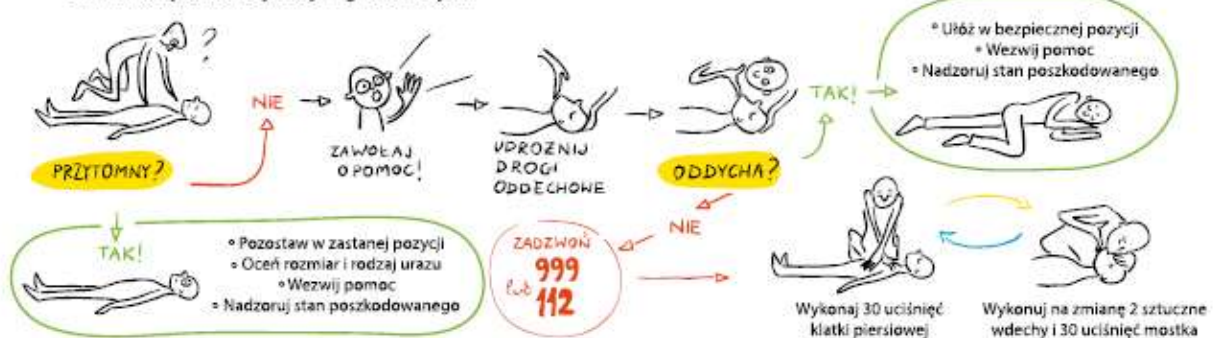 PRZYTOMNY?
?
NIE
ZAWOŁAJ
O POMOC!
UDROŻNIJ
DROGI
ODDECHOWE
ODDYCHA?
TAK!
• Ułóż w bezpiecznej pozycji
• Wezwij pomoc
• Nadzoruj stan poszkodowanego
TAK!
• Pozostaw w zastanej pozycji
• Oceń rozmiar i rodzaj urazu
• Wezwij pomoc
• Nadzoruj stan poszkodowanego
NIE
ZADZWOŃ
999
lub
112
Wykonaj 30 uciśnięć
klatki piersiowej
Wykonuj na zmianę 2 sztuczne
wdechy i 30 uciśnięć mostka